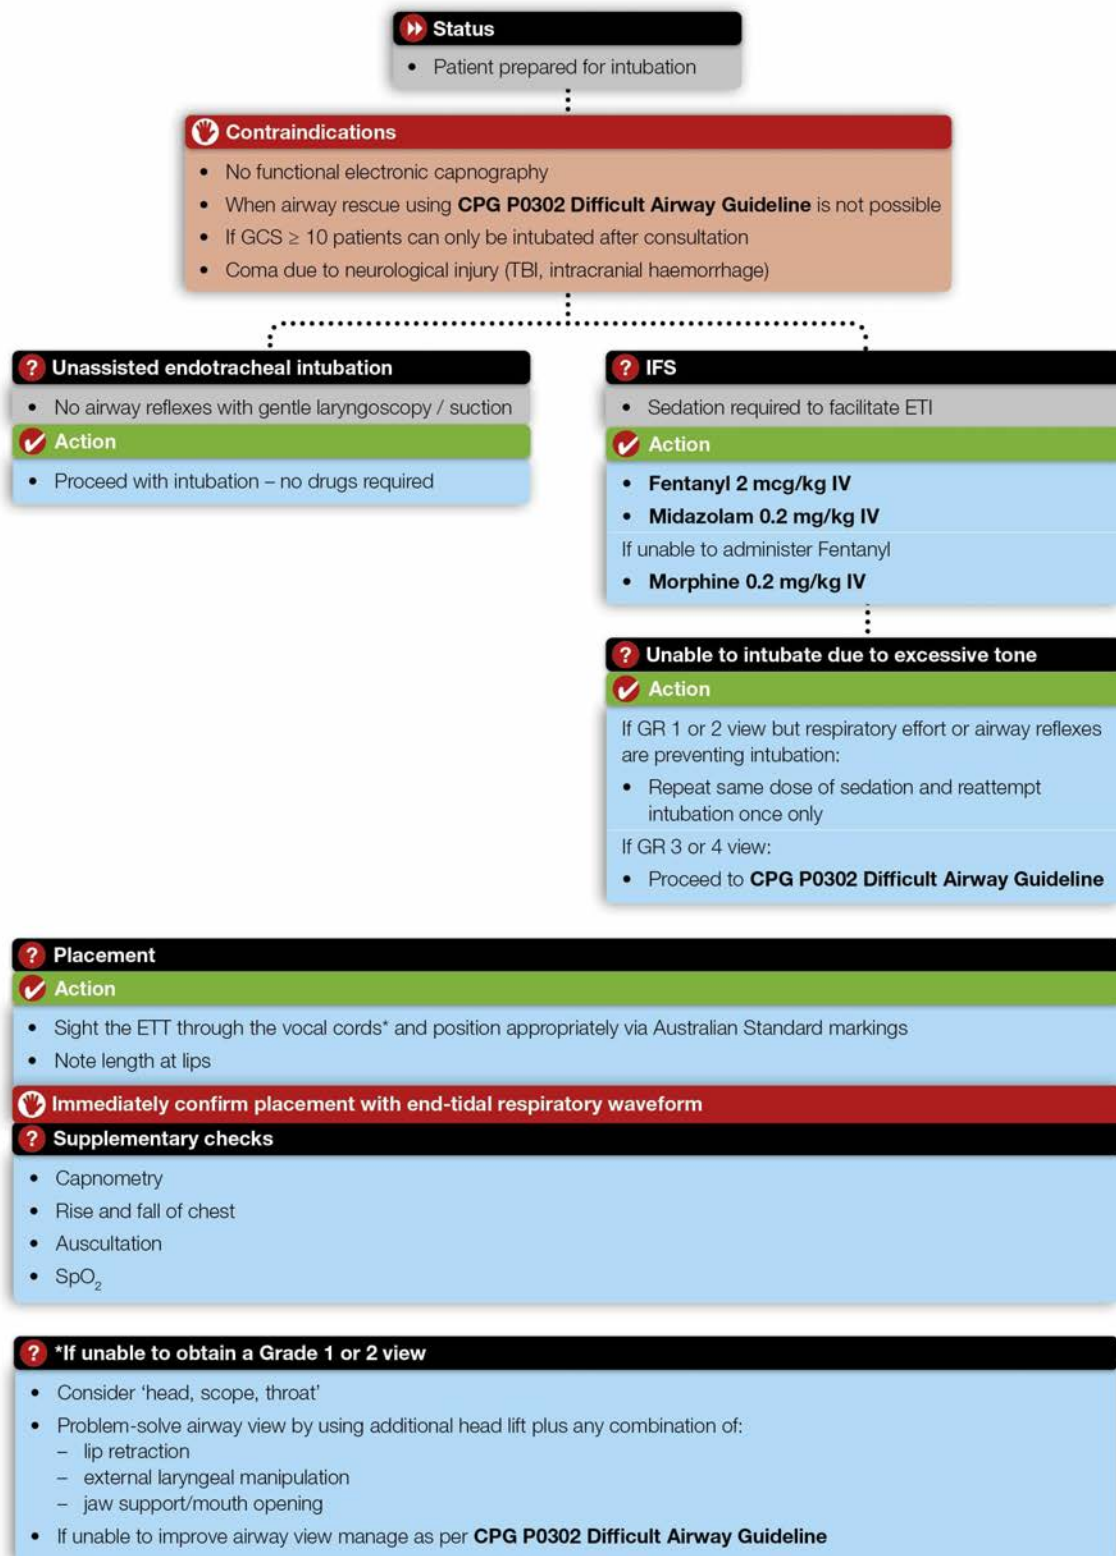 Status
• Patient prepared for intubation
Contraindications
• No functional electronic capnography
• When airway rescue using CPG P0302 Difficult Airway Guideline is not possible
• If GCS ≥ 10 patients can only be intubated after consultation
• Coma due to neurological injury (TBI, intracranial haemorrhage)
? Unassisted endotracheal intubation
• No airway reflexes with gentle laryngoscopy / suction
Action
• Proceed with intubation – no drugs required
? IFS
• Sedation required to facilitate ETI
Action
• Fentanyl 2 mcg/kg IV
• Midazolam 0.2 mg/kg IV
If unable to administer Fentanyl
• Morphine 0.2 mg/kg IV
? Unable to intubate due to excessive tone
Action
If GR 1 or 2 view but respiratory effort or airway reflexes
are preventing intubation:
• Repeat same dose of sedation and reattempt
intubation once only
If GR 3 or 4 view:
• Proceed to CPG P0302 Difficult Airway Guideline
? Placement
Action
• Sight the ETT through the vocal cords* and position appropriately via Australian Standard markings
• Note length at lips
Immediately confirm placement with end-tidal respiratory waveform
? Supplementary checks
• Capnometry
• Rise and fall of chest
• Auscultation
• SpO₂
? *If unable to obtain a Grade 1 or 2 view
• Consider ‘head, scope, throat’
• Problem-solve airway view by using additional head lift plus any combination of:
– lip retraction
– external laryngeal manipulation
– jaw support/mouth opening
• If unable to improve airway view manage as per CPG P0302 Difficult Airway Guideline